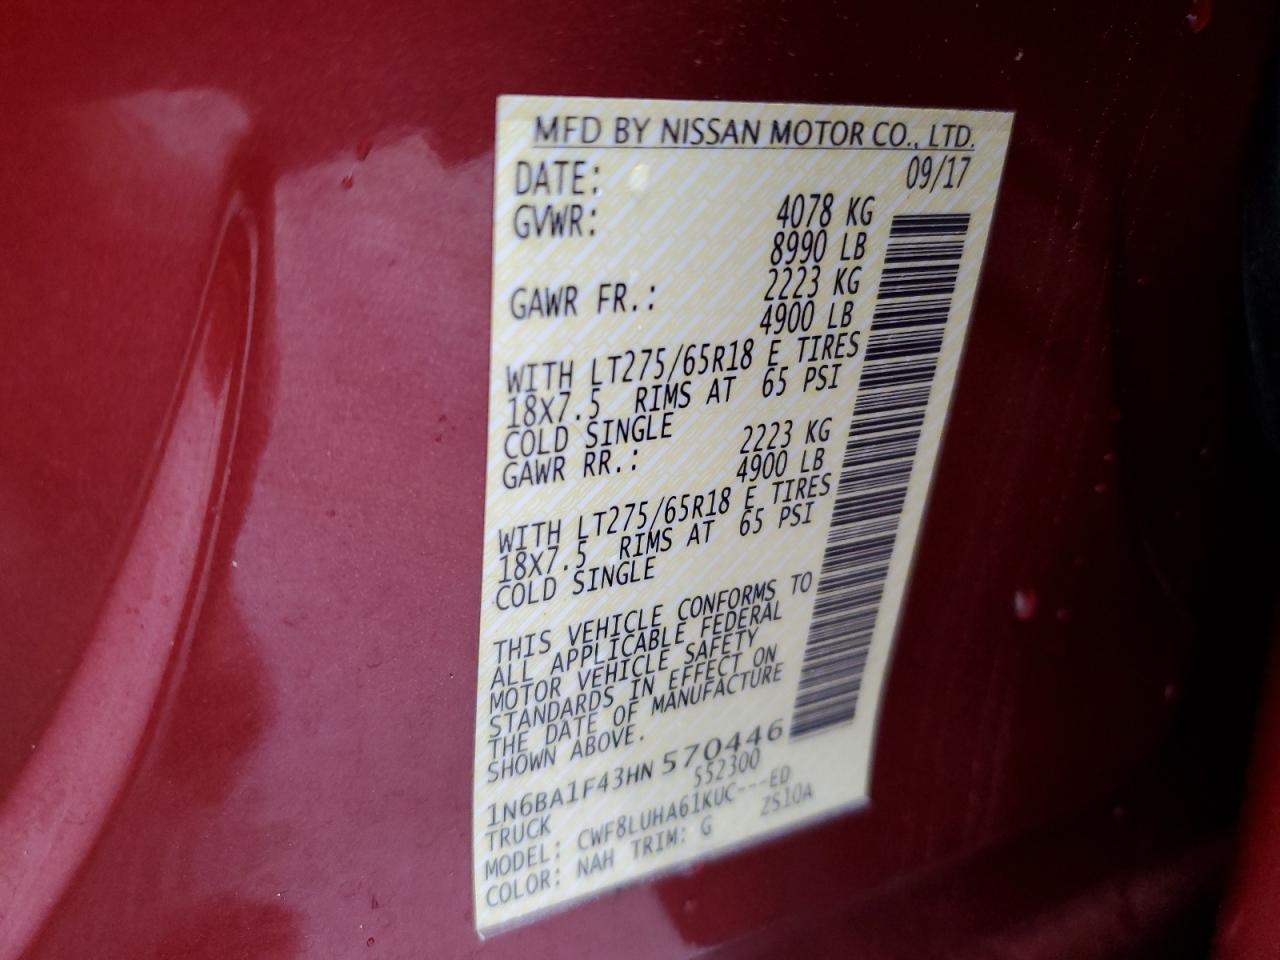 MFD BY NISSAN MOTOR CO., LTD.
DATE: 09/17
GVWR: 4078 KG
8990 LB
GAWR FR.: 2223 KG
4900 LB
WITH LT275/65R18 E TIRES
18X7.5 RIMS AT 65 PSI
COLD SINGLE
GAWR RR.: 2223 KG
4900 LB
WITH LT275/65R18 E TIRES
18X7.5 RIMS AT 65 PSI
COLD SINGLE
THIS VEHICLE CONFORMS TO
ALL APPLICABLE FEDERAL
MOTOR VEHICLE SAFETY
STANDARDS IN EFFECT ON
THE DATE OF MANUFACTURE
SHOWN ABOVE.
1N6BA1F43HN 570446
TRUCK 552300
MODEL: CWF8LUHA61KUC---ED
COLOR: NAH TRIM: G ZS10A